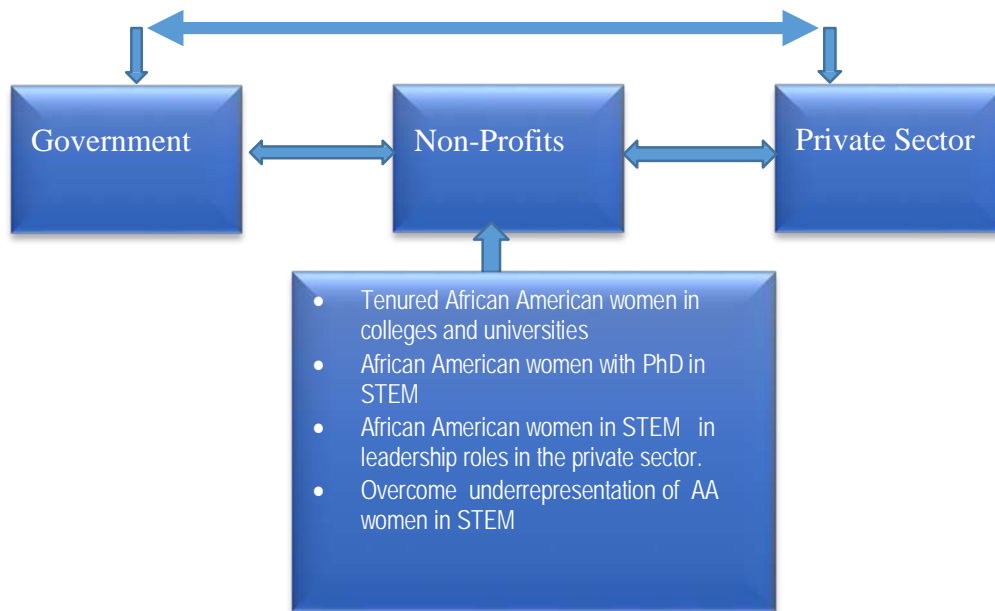 Government
Non-Profits
Private Sector
• Tenured African American women in
colleges and universities
• African American women with PhD in
STEM
• African American women in STEM in
leadership roles in the private sector.
• Overcome underrepresentation of AA
women in STEM